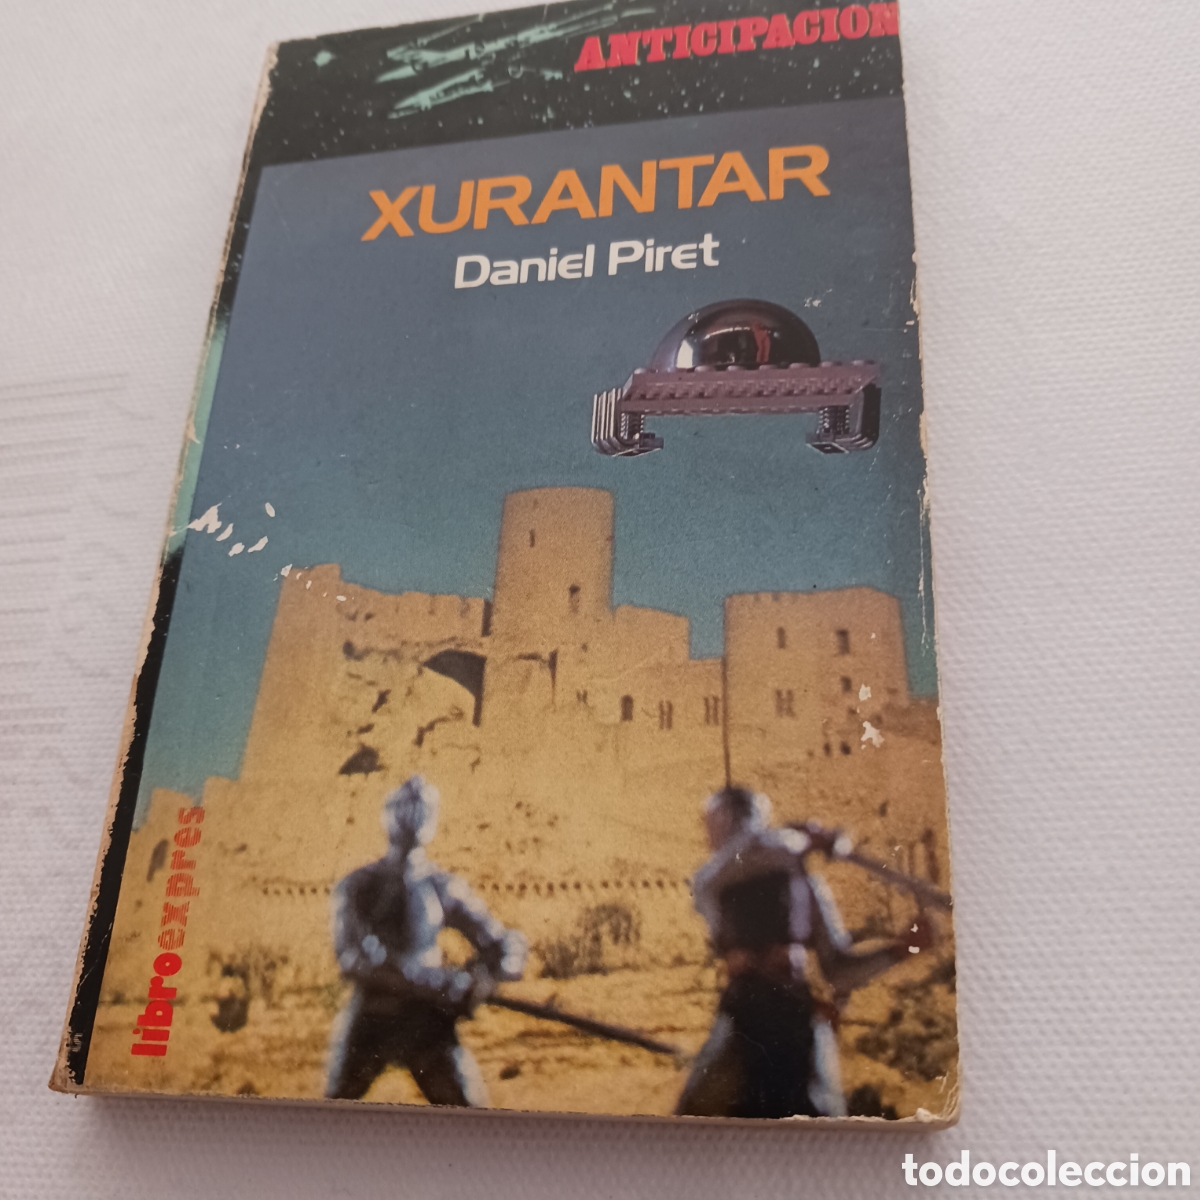 ANTICIPACION
XURANTAR
Daniel Piret
libroexpres
todocoleccion